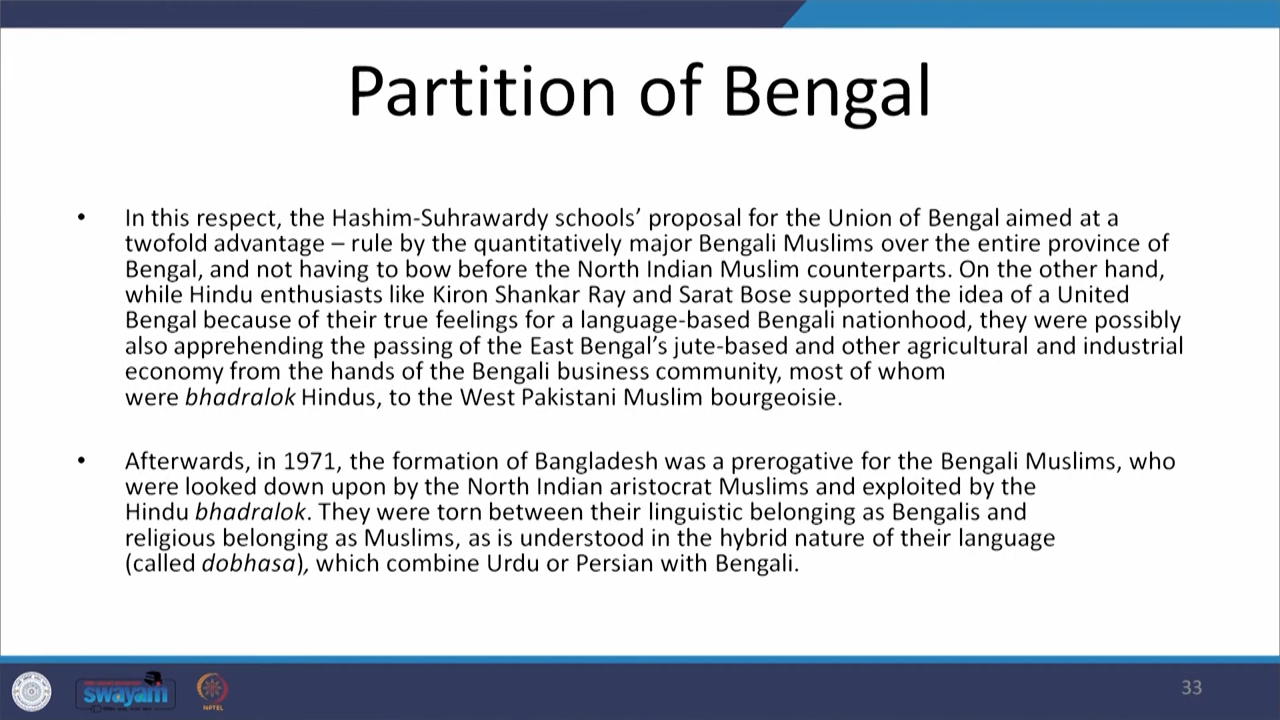 Partition of Bengal
• In this respect, the Hashim-Suhrawardy schools’ proposal for the Union of Bengal aimed at a
twofold advantage – rule by the quantitatively major Bengali Muslims over the entire province of
Bengal, and not having to bow before the North Indian Muslim counterparts. On the other hand,
while Hindu enthusiasts like Kiron Shankar Ray and Sarat Bose supported the idea of a United
Bengal because of their true feelings for a language-based Bengali nationhood, they were possibly
also apprehending the passing of the East Bengal’s jute-based and other agricultural and industrial
economy from the hands of the Bengali business community, most of whom
were bhadralok Hindus, to the West Pakistani Muslim bourgeoisie.
• Afterwards, in 1971, the formation of Bangladesh was a prerogative for the Bengali Muslims, who
were looked down upon by the North Indian aristocrat Muslims and exploited by the
Hindu bhadralok. They were torn between their linguistic belonging as Bengalis and
religious belonging as Muslims, as is understood in the hybrid nature of their language
(called dobhasa), which combine Urdu or Persian with Bengali.
swayam
NPTEL
33